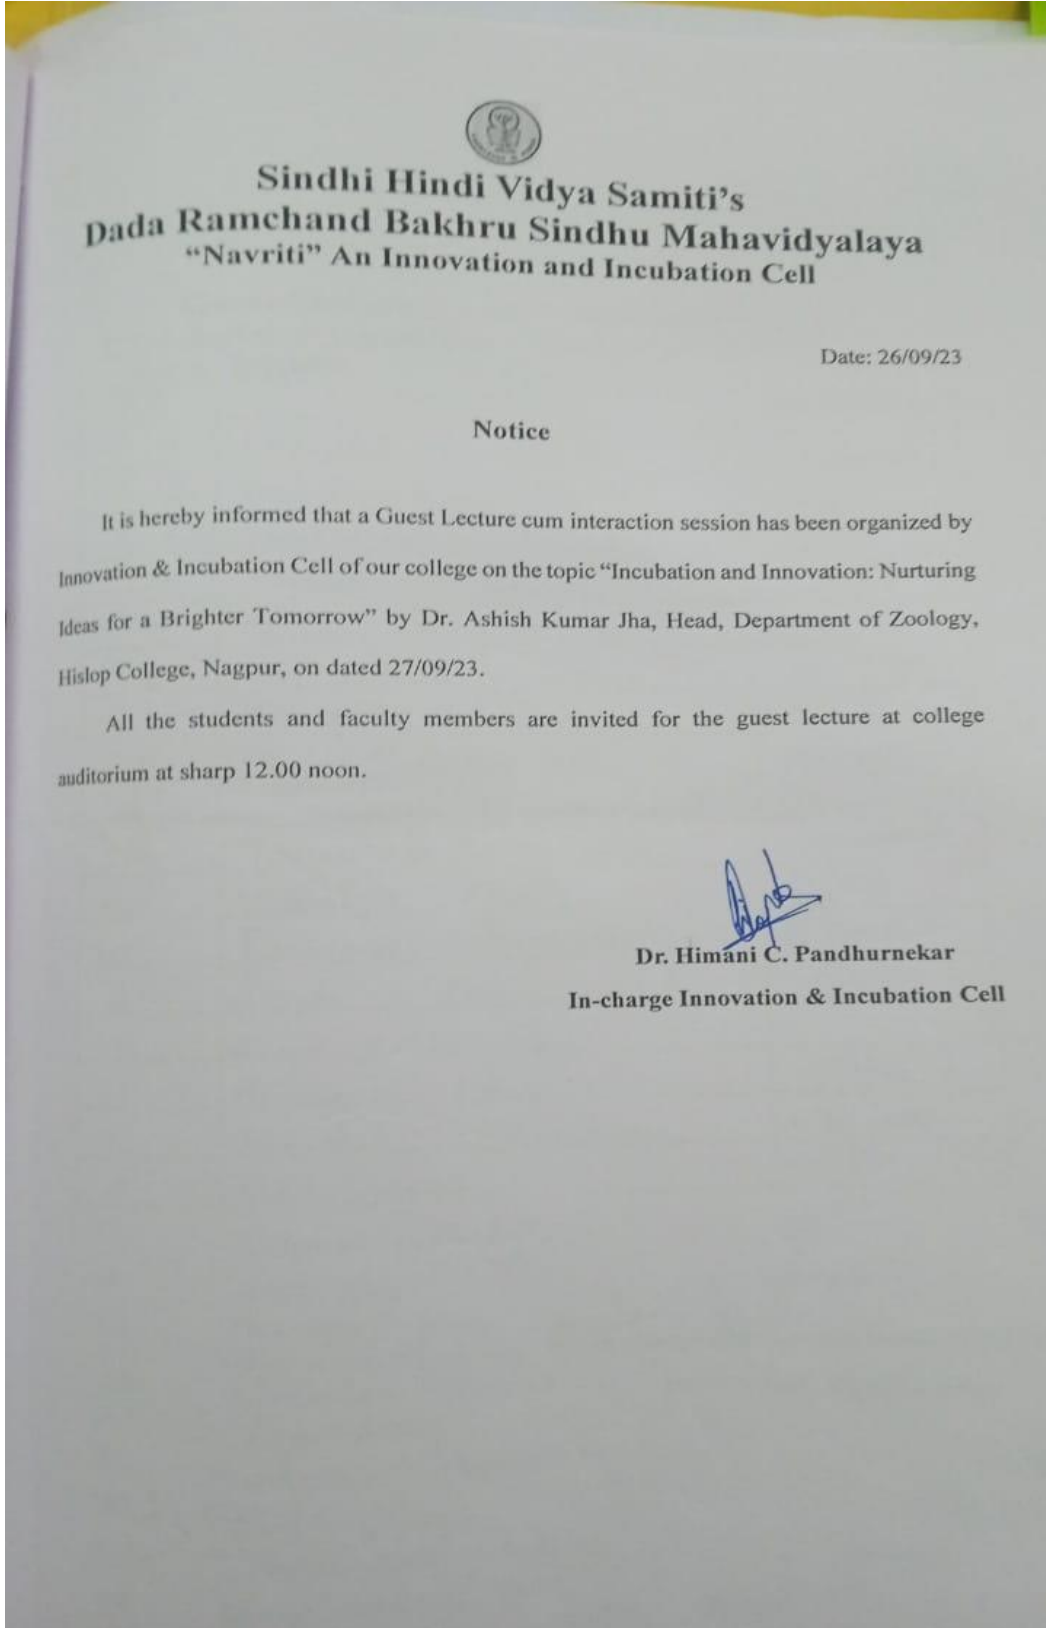 Sindhi Hindi Vidya Samiti's
Dada Ramchand Bakhru Sindhu Mahavidyalaya
“Navriti” An Innovation and Incubation Cell
Date: 26/09/23
Notice
It is hereby informed that a Guest Lecture cum interaction session has been organized by
Innovation & Incubation Cell of our college on the topic “Incubation and Innovation: Nurturing
Ideas for a Brighter Tomorrow” by Dr. Ashish Kumar Jha, Head, Department of Zoology,
Hislop College, Nagpur, on dated 27/09/23.
All the students and faculty members are invited for the guest lecture at college
auditorium at sharp 12.00 noon.
Dr. Himani C. Pandhurnekar
In-charge Innovation & Incubation Cell